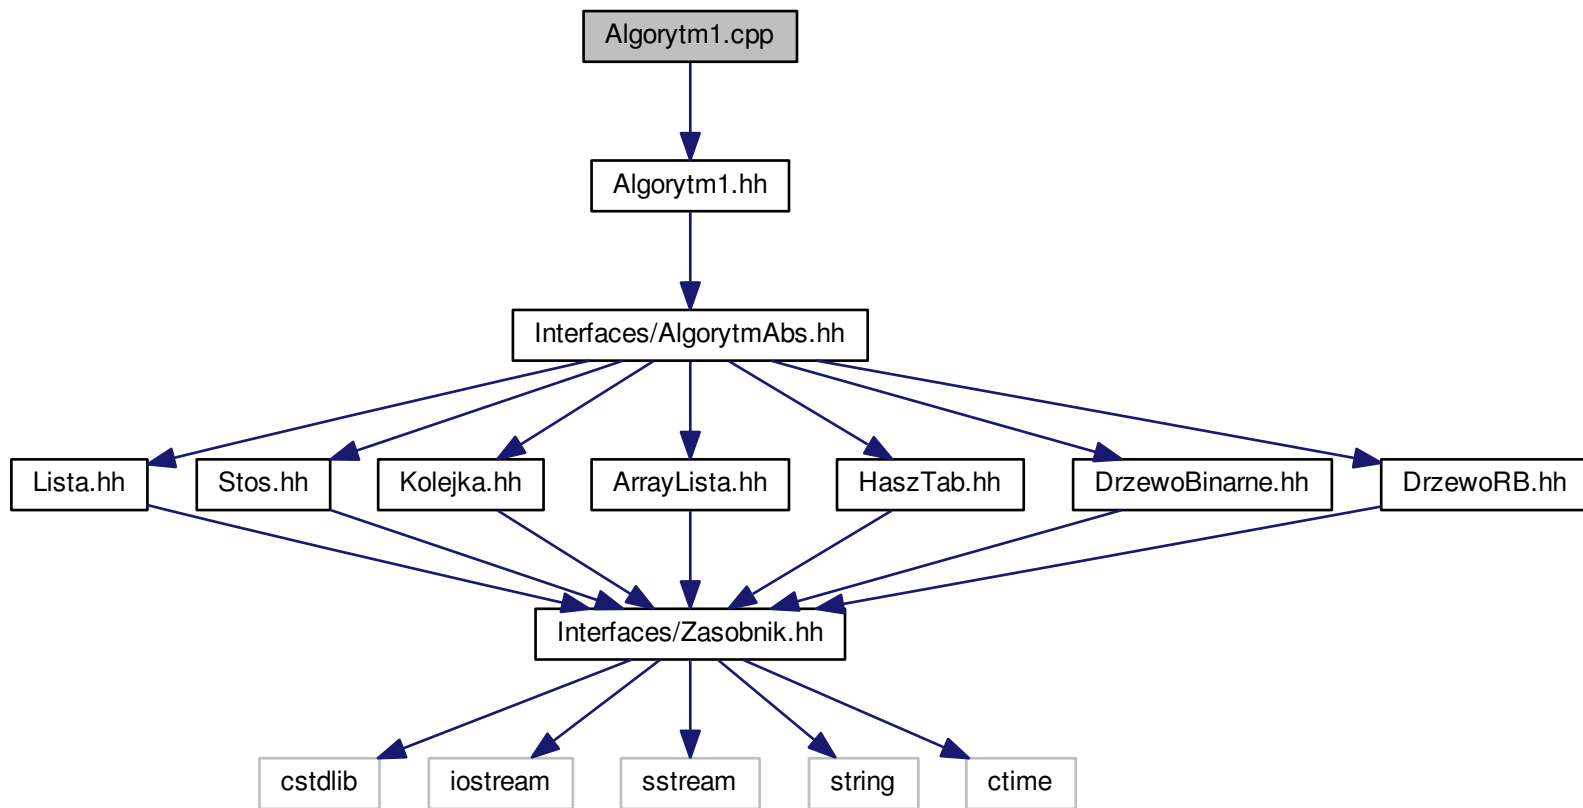 Algorytm1.cpp
Algorytm1.hh
Interfaces/AlgorytmAbs.hh
Lista.hh
Stos.hh
Kolejka.hh
ArrayLista.hh
HaszTab.hh
DrzewoBinarne.hh
DrzewoRB.hh
Interfaces/Zasobnik.hh
cstdlib
iostream
sstream
string
ctime